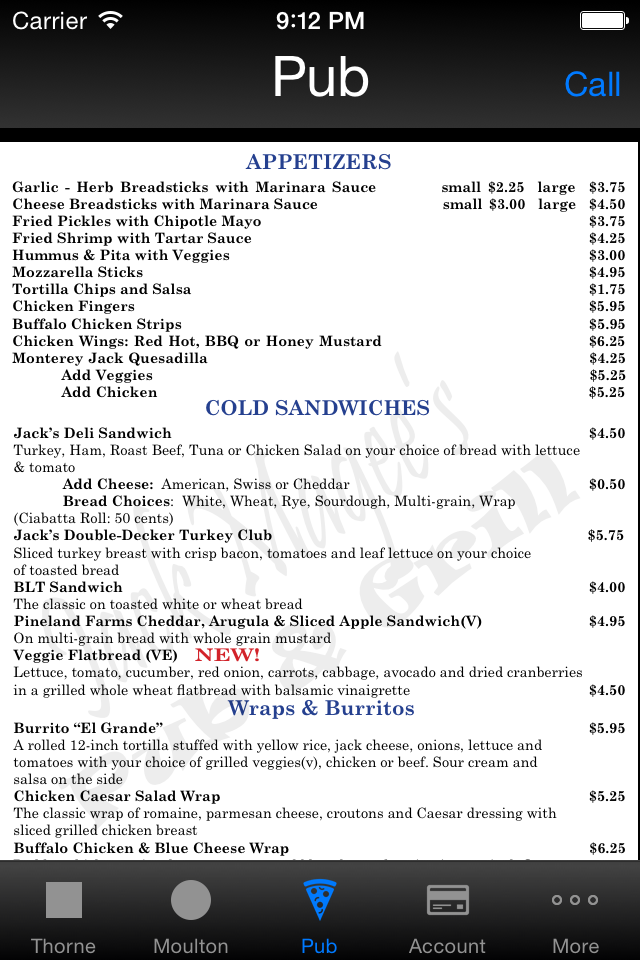 Carrier 9:12 PM
Pub
Call
APPETIZERS
Garlic - Herb Breadsticks with Marinara Sauce small $2.25 large $3.75
Cheese Breadsticks with Marinara Sauce small $3.00 large $4.50
Fried Pickles with Chipotle Mayo $3.75
Fried Shrimp with Tartar Sauce $4.25
Hummus & Pita with Veggies $3.00
Mozzarella Sticks $4.95
Tortilla Chips and Salsa $1.75
Chicken Fingers $5.95
Buffalo Chicken Strips $5.95
Chicken Wings: Red Hot, BBQ or Honey Mustard $6.25
Monterey Jack Quesadilla $4.25
Add Veggies $5.25
Add Chicken $5.25
COLD SANDWICHES
Jack's Deli Sandwich $4.50
Turkey, Ham, Roast Beef, Tuna or Chicken Salad on your choice of bread with lettuce
& tomato
Add Cheese: American, Swiss or Cheddar $0.50
Bread Choices: White, Wheat, Rye, Sourdough, Multi-grain, Wrap
(Ciabatta Roll: 50 cents)
Jack's Double-Decker Turkey Club $5.75
Sliced turkey breast with crisp bacon, tomatoes and leaf lettuce on your choice
of toasted bread
BLT Sandwich $4.00
The classic on toasted white or wheat bread
Pineland Farms Cheddar, Arugula & Sliced Apple Sandwich(V) $4.95
On multi-grain bread with whole grain mustard
Veggie Flatbread (VE) NEW!
Lettuce, tomato, cucumber, red onion, carrots, cabbage, avocado and dried cranberries
in a grilled whole wheat flatbread with balsamic vinaigrette $4.50
Wraps & Burritos
Burrito “El Grande” $5.95
A rolled 12-inch tortilla stuffed with yellow rice, jack cheese, onions, lettuce and
tomatoes with your choice of grilled veggies(v), chicken or beef. Sour cream and
salsa on the side
Chicken Caesar Salad Wrap $5.25
The classic wrap of romaine, parmesan cheese, croutons and Caesar dressing with
sliced grilled chicken breast
Buffalo Chicken & Blue Cheese Wrap $6.25
Jack Magee's
Pub & Grill
Thorne Moulton Pub Account More